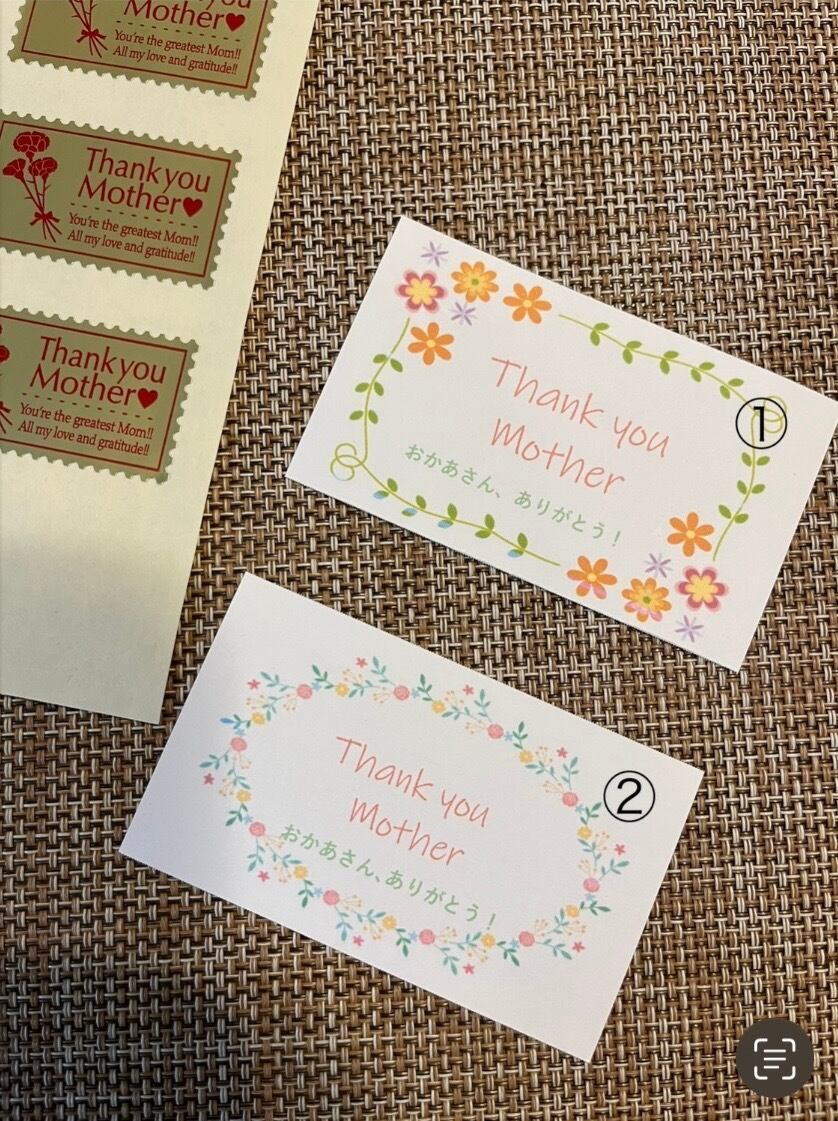 you
Mother♥
You're the greatest Mom!!
All my love and gratitude!!
Thank you
Mother♥
You're the greatest Mom!!
All my love and gratitude!!
Thank you
Mother♥
You're the greatest Mom!!
All my love and gratitude!!
①
Thank you
Mother
おかあさん、ありがとう!
②
Thank you
Mother
おかあさん、ありがとう!